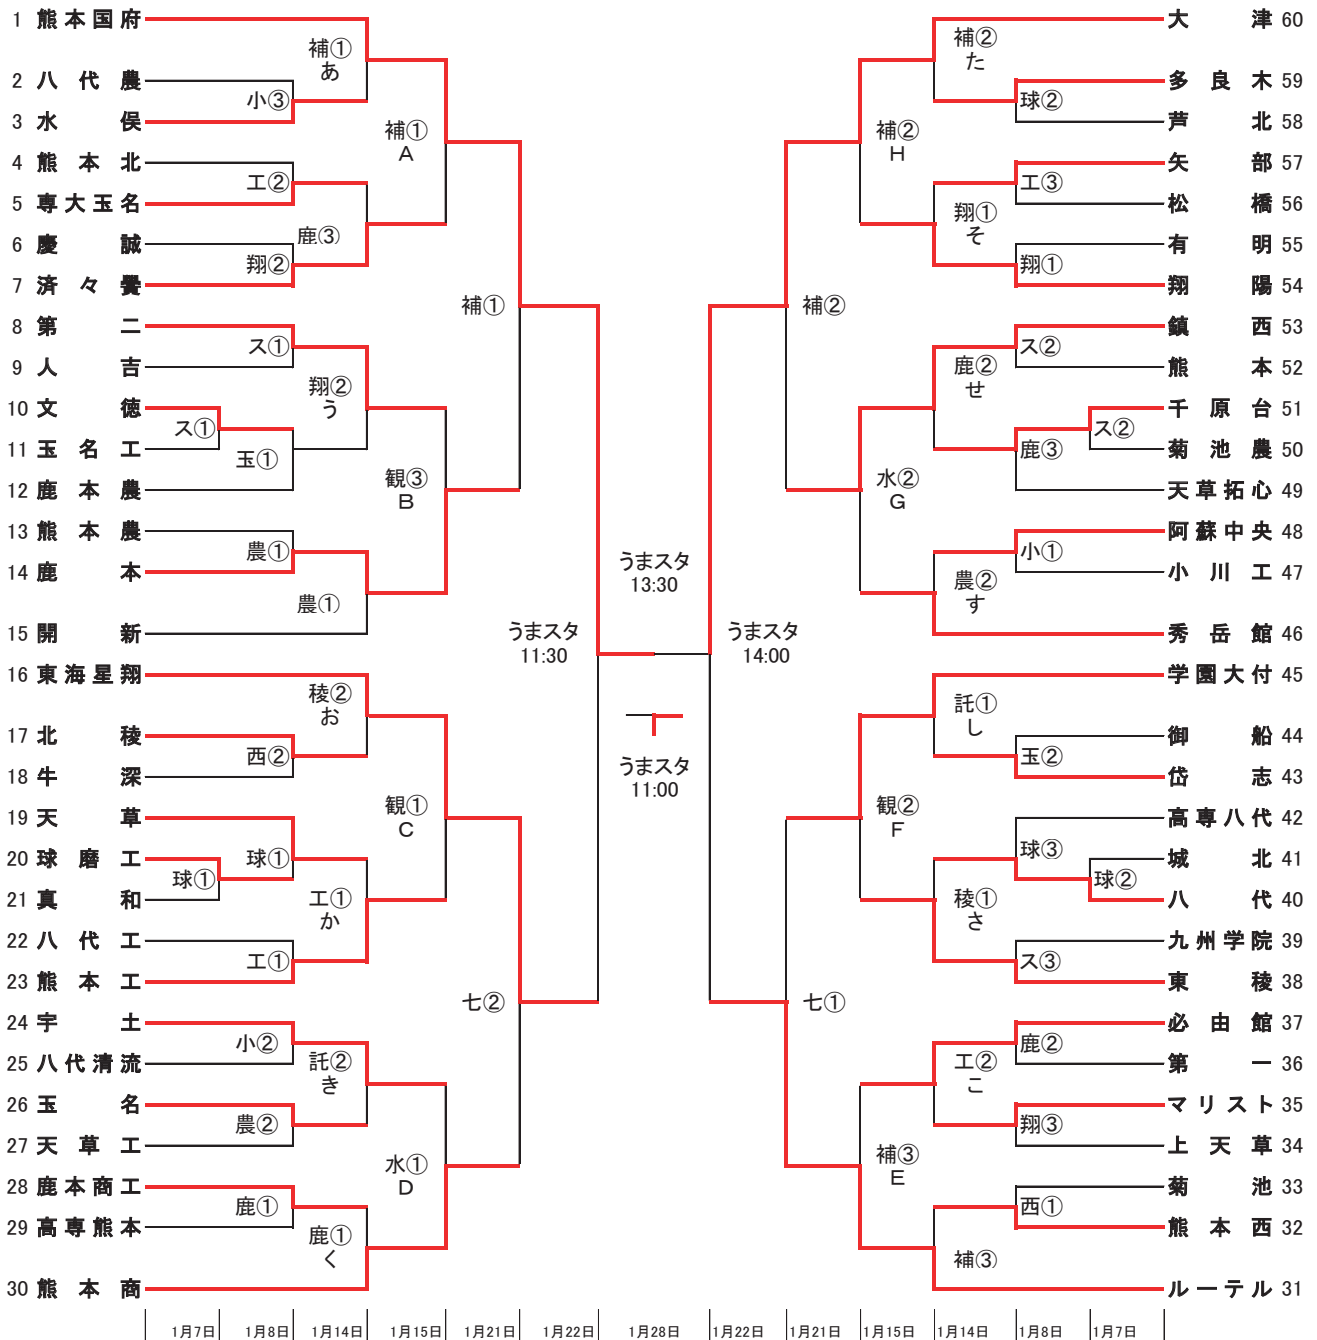 1 熊本国府
補①
あ
2 八代農
小③
3 水俣
補①
A
4 熊本北
工②
5 専大玉名
鹿③
6 慶誠
翔②
7 済々黌
補①
8 第二
ス①
9 人吉
翔②
う
10 文徳
ス①
11 玉名工
玉①
12 鹿本農
観③
B
13 熊本農
農①
14 鹿本
農①
15 開新
うまスタ
11:30
16 東海星翔
稜②
お
17 北稜
西②
18 牛深
観①
C
19 天草
球①
20 球磨工
球①
21 真和
工①
か
22 八代工
工①
23 熊本工
七②
24 宇土
小②
25 八代清流
託②
き
26 玉名
農②
27 天草工
水①
D
28 鹿本商工
鹿①
29 高専熊本
鹿①
く
30 熊本商
うまスタ
13:30
うまスタ
11:00
大津 60
補②
た
多良木 59
球②
芦北 58
補②
H
矢部 57
工③
松橋 56
翔①
そ
有明 55
翔①
翔陽 54
補②
鎮西 53
ス②
熊本 52
鹿②
せ
千原台 51
ス②
菊池農 50
鹿③
天草拓心 49
水②
G
阿蘇中央 48
小①
小川工 47
農②
す
秀岳館 46
うまスタ
14:00
学園大付 45
託①
し
御船 44
玉②
岱志 43
観②
F
高専八代 42
球③
城北 41
球②
八代 40
稜①
さ
九州学院 39
ス③
東稜 38
七①
必由館 37
鹿②
第一 36
工②
こ
マリスト 35
翔③
上天草 34
補③
E
菊池 33
西①
熊本西 32
補③
ルーテル 31
1月7日 1月8日 1月14日 1月15日 1月21日 1月22日 1月28日 1月22日 1月21日 1月15日 1月14日 1月8日 1月7日